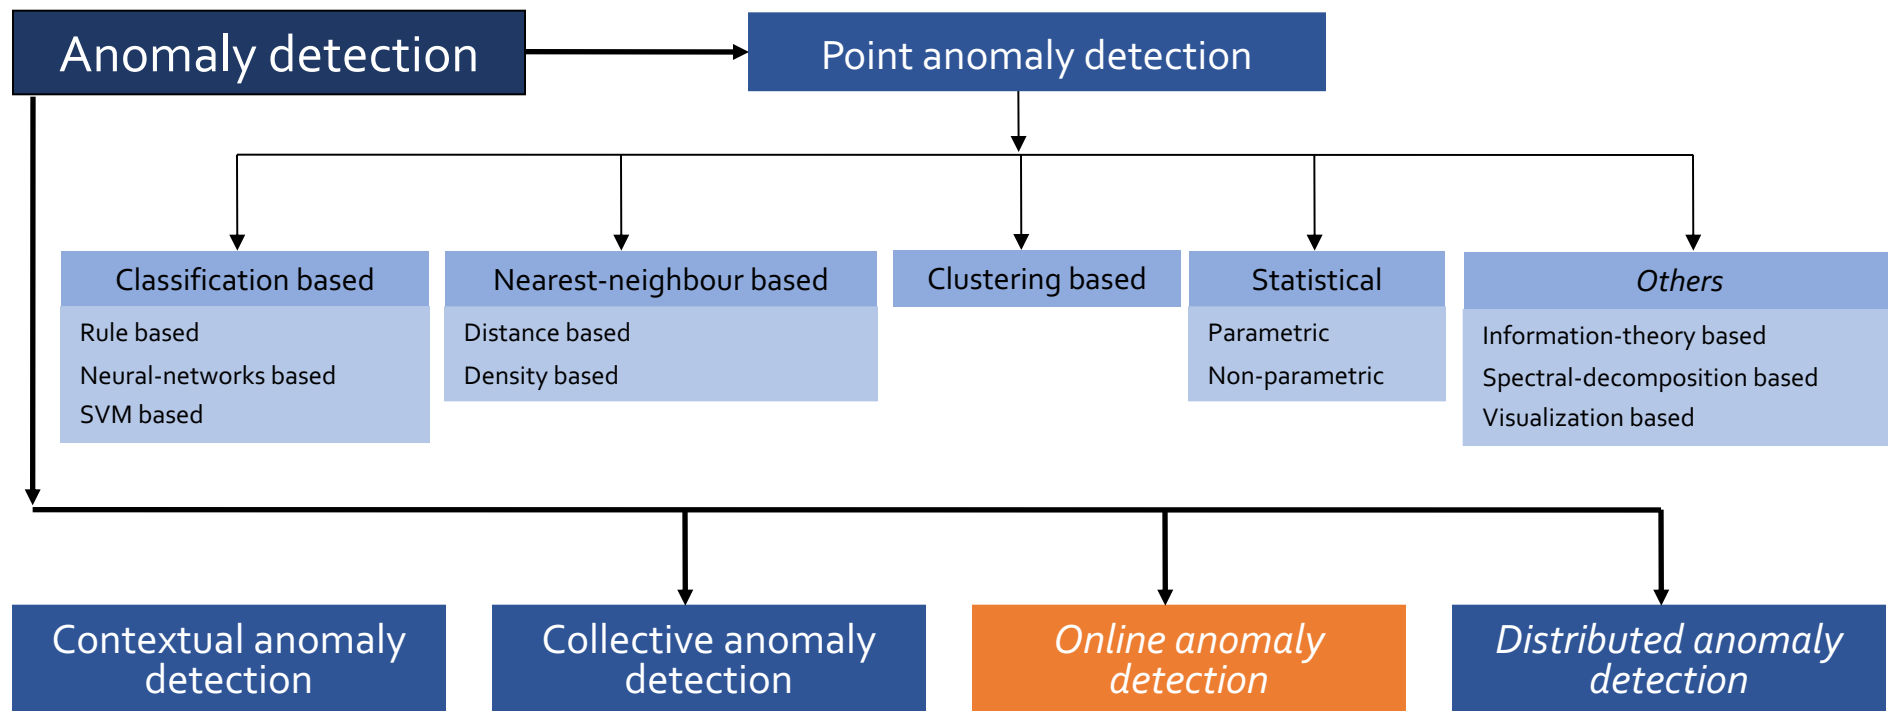 Anomaly detection
Point anomaly detection
Classification based
Rule based
Neural-networks based
SVM based
Nearest-neighbour based
Distance based
Density based
Clustering based
Statistical
Parametric
Non-parametric
Others
Information-theory based
Spectral-decomposition based
Visualization based
Contextual anomaly
detection
Collective anomaly
detection
Online anomaly
detection
Distributed anomaly
detection